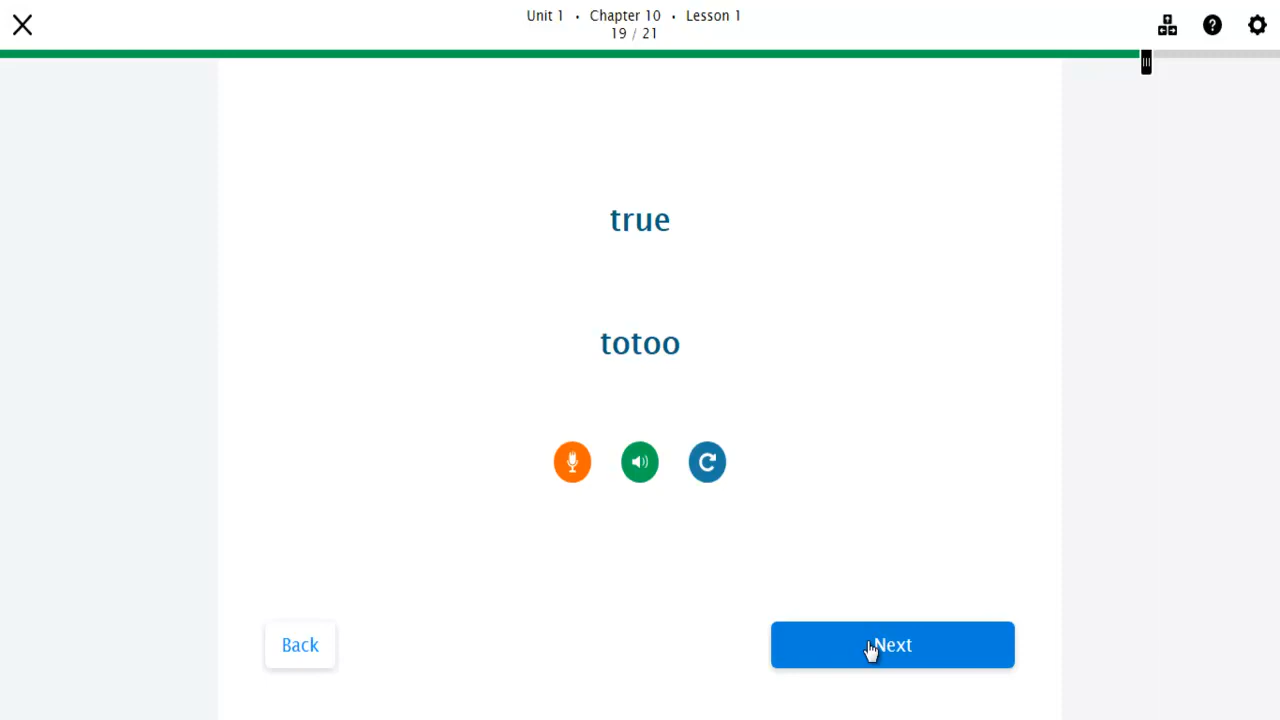 Unit 1 • Chapter 10 • Lesson 1
19 / 21
true
totoo
Back
Next